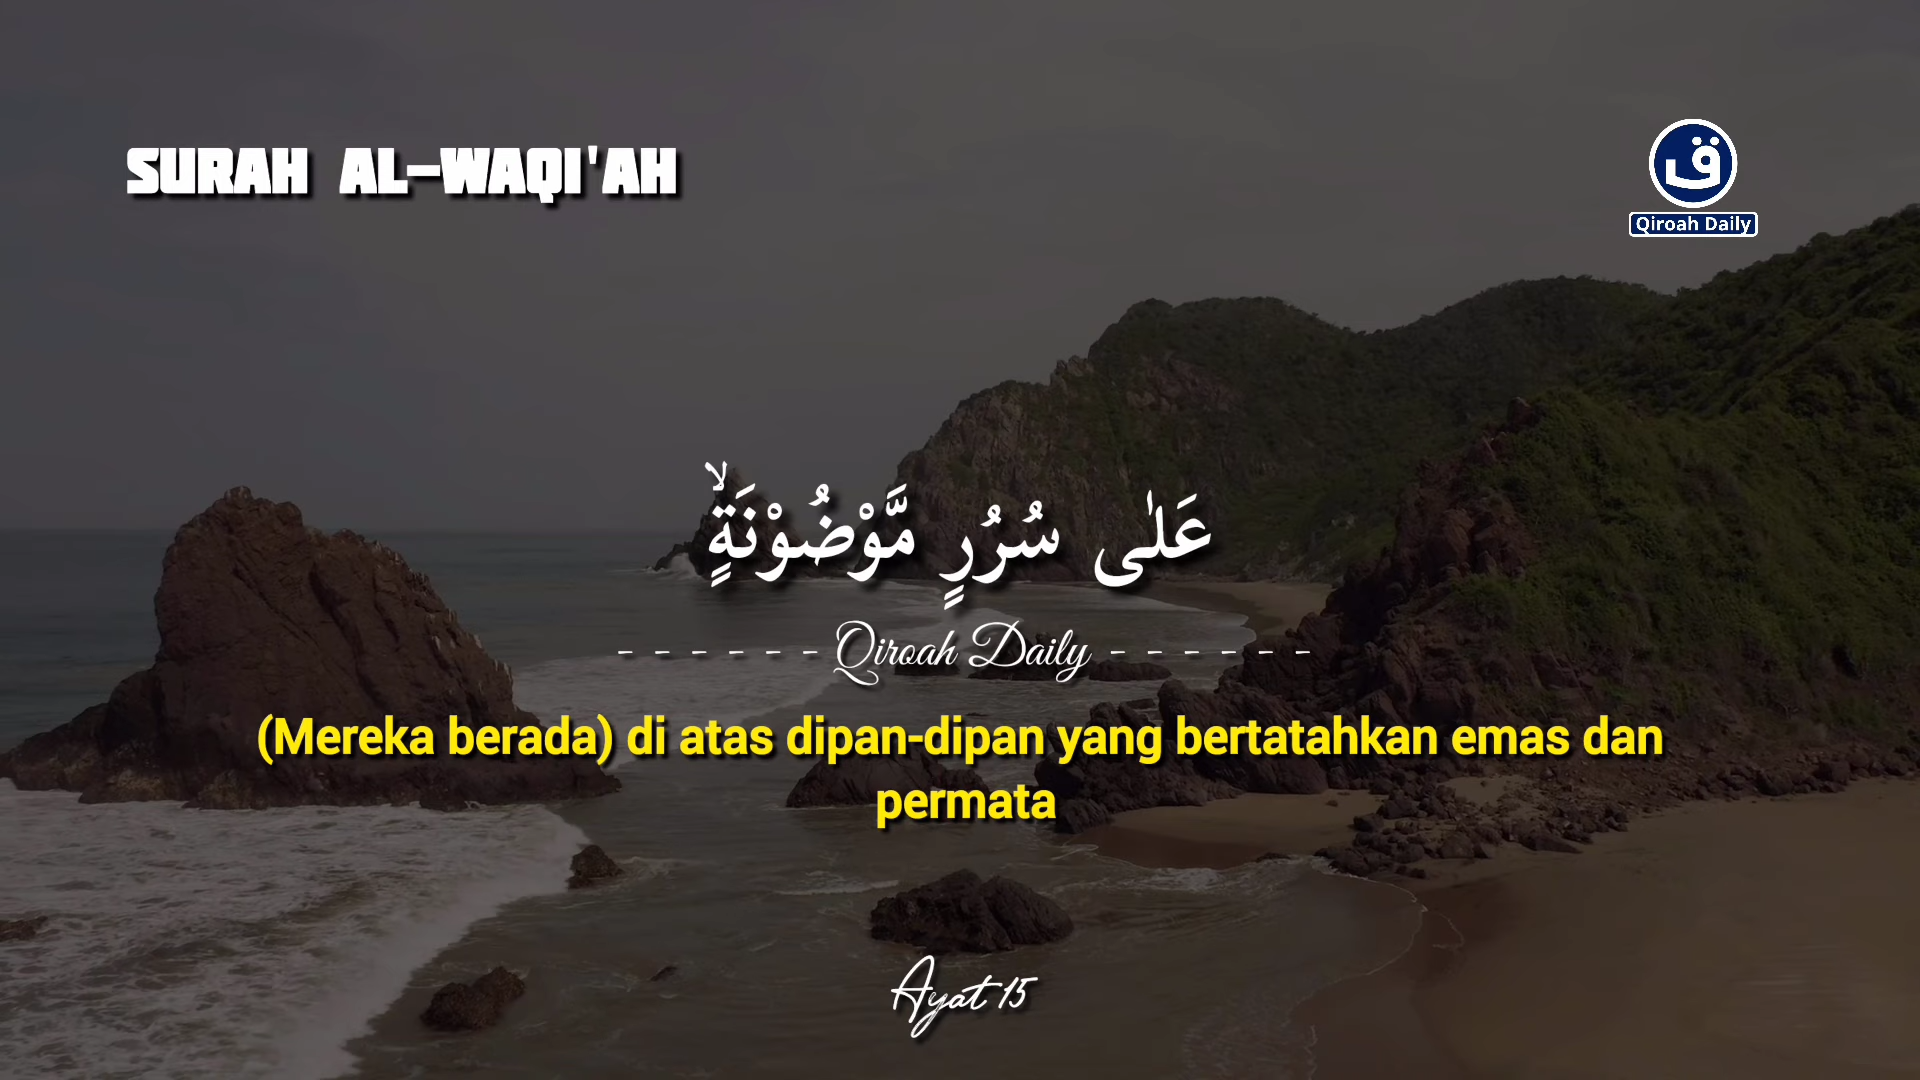 SURAH AL-WAQI'AH
ق
Qiroah Daily
عَلٰى سُرُرٍ مَّوْضُوْنَةٍۙ
- - - - - - Qiroah Daily - - - - - -
(Mereka berada) di atas dipan-dipan yang bertatahkan emas dan
permata
Ayat 15